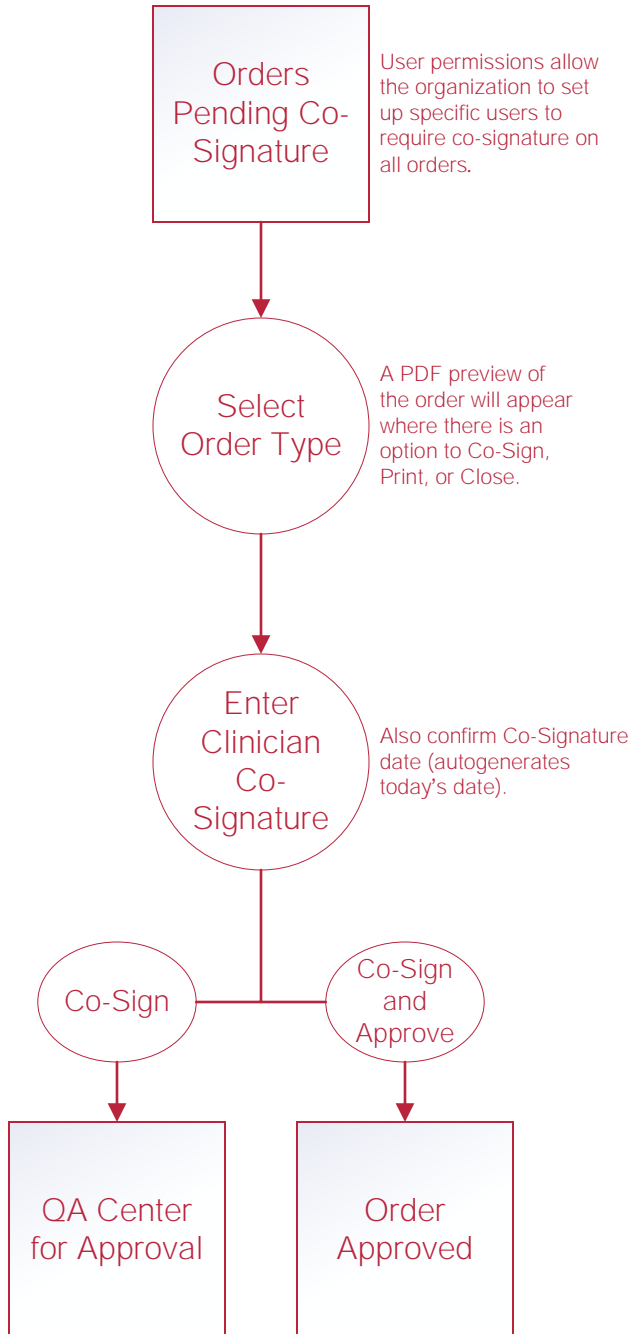 Orders
Pending Co-
Signature
User permissions allow
the organization to set
up specific users to
require co-signature on
all orders.
Select
Order Type
A PDF preview of
the order will appear
where there is an
option to Co-Sign,
Print, or Close.
Enter
Clinician
Co-
Signature
Also confirm Co-Signature
date (autogenerates
today's date).
Co-Sign
Co-Sign
and
Approve
QA Center
for Approval
Order
Approved